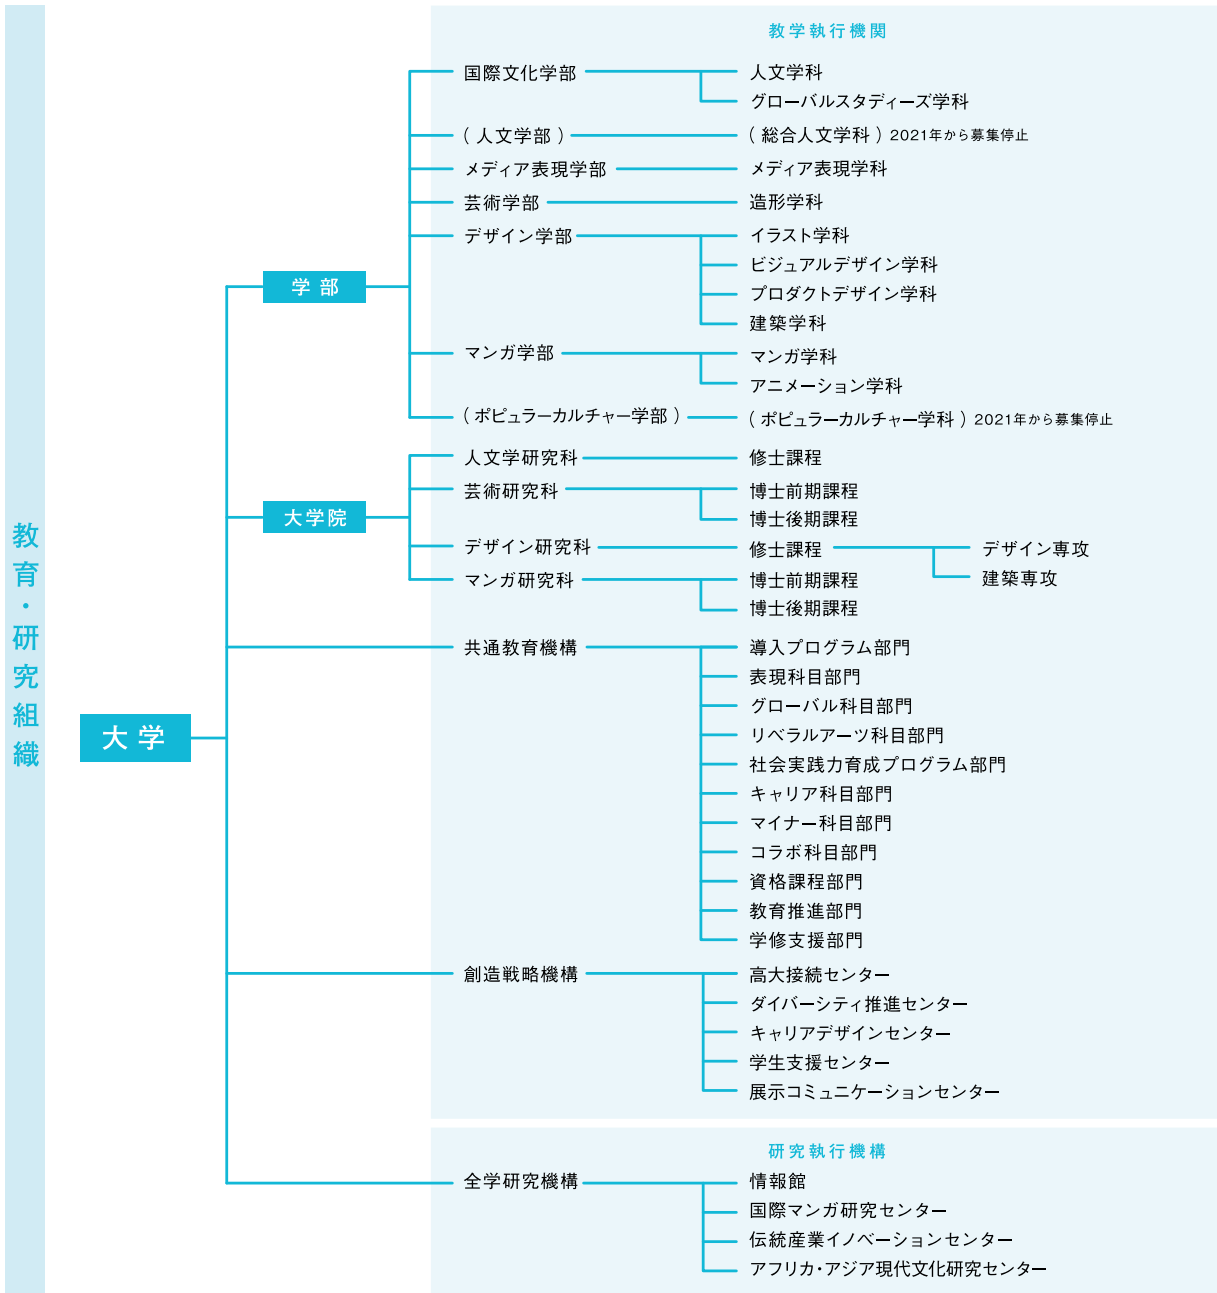 教育・研究組織
教学執行機関
大学
学部
国際文化学部
人文学科
グローバルスタディーズ学科
（人文学部）
（総合人文学科）2021年から募集停止
メディア表現学部
メディア表現学科
芸術学部
造形学科
デザイン学部
イラスト学科
ビジュアルデザイン学科
プロダクトデザイン学科
建築学科
マンガ学部
マンガ学科
アニメーション学科
（ポピュラーカルチャー学部）
（ポピュラーカルチャー学科）2021年から募集停止
大学院
人文学研究科
修士課程
芸術研究科
博士前期課程
博士後期課程
デザイン研究科
修士課程
デザイン専攻
建築専攻
マンガ研究科
博士前期課程
博士後期課程
共通教育機構
導入プログラム部門
表現科目部門
グローバル科目部門
リベラルアーツ科目部門
社会実践力育成プログラム部門
キャリア科目部門
マイナー科目部門
コラボ科目部門
資格課程部門
教育推進部門
学修支援部門
創造戦略機構
高大接続センター
ダイバーシティ推進センター
キャリアデザインセンター
学生支援センター
展示コミュニケーションセンター
研究執行機構
全学研究機構
情報館
国際マンガ研究センター
伝統産業イノベーションセンター
アフリカ・アジア現代文化研究センター